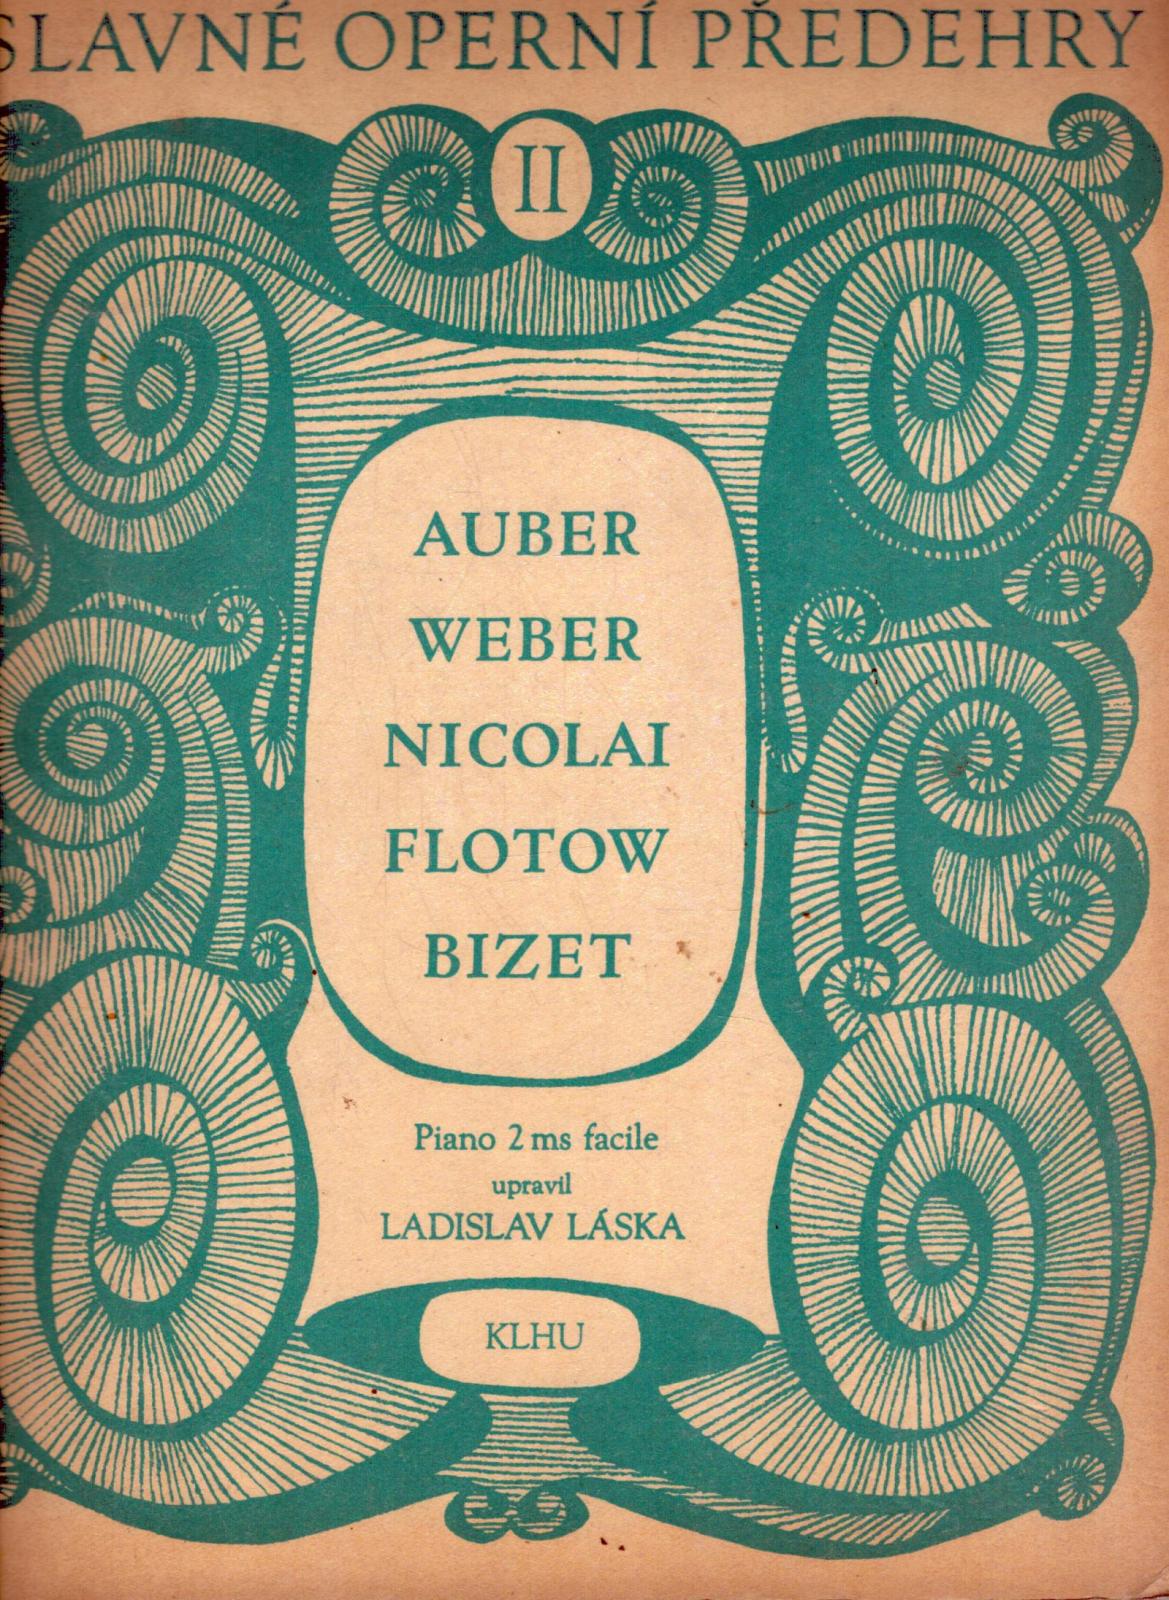 SLAVNÉ OPERNÍ PŘEDEHRY
II
AUBER
WEBER
NICOLAI
FLOTOW
BIZET
Piano 2 ms facile
upravil
LADISLAV LÁSKA
KLHU